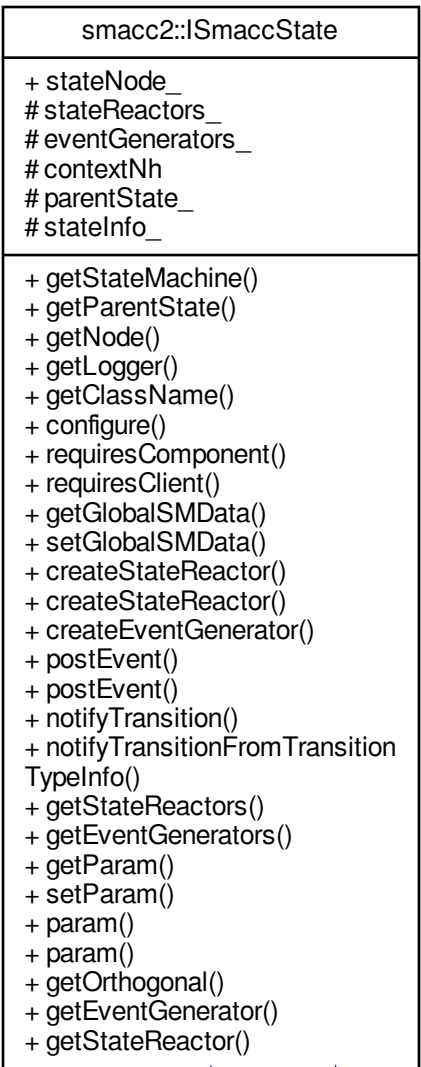 smacc2::ISmaccState
+ stateNode_
# stateReactors_
# eventGenerators_
# contextNh
# parentState_
# stateInfo_
+ getStateMachine()
+ getParentState()
+ getNode()
+ getLogger()
+ getClassName()
+ configure()
+ requiresComponent()
+ requiresClient()
+ getGlobalSMData()
+ setGlobalSMData()
+ createStateReactor()
+ createStateReactor()
+ createEventGenerator()
+ postEvent()
+ postEvent()
+ notifyTransition()
+ notifyTransitionFromTransition
TypeInfo()
+ getStateReactors()
+ getEventGenerators()
+ getParam()
+ setParam()
+ param()
+ param()
+ getOrthogonal()
+ getEventGenerator()
+ getStateReactor()